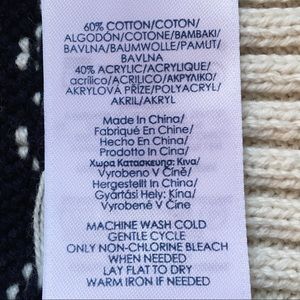 60% COTTON/COTON/
ALGODÓN/COTONE/BAMBAKI/
BAVLNA/BAUMWOLLE/PAMUT/
BAVLNA
40% ACRYLIC/ACRYLIQUE/
acrílico/ACRILICO/ΑΚΡΥΛΙΚΟ/
AKRYLOVÁ PŘÍZE/POLYACRYL/
AKRIL/AKRYL
Made In China/
Fabriqué En Chine/
Hecho En China/
Prodotto In Cina/
Χωρα Κατασκευης: Κινα/
Vyrobeno V Číně/
Hergestellt In China/
Gyártási Hely: Kína/
Vyrobené V Číne
MACHINE WASH COLD
GENTLE CYCLE
ONLY NON-CHLORINE BLEACH
WHEN NEEDED
LAY FLAT TO DRY
WARM IRON IF NEEDED